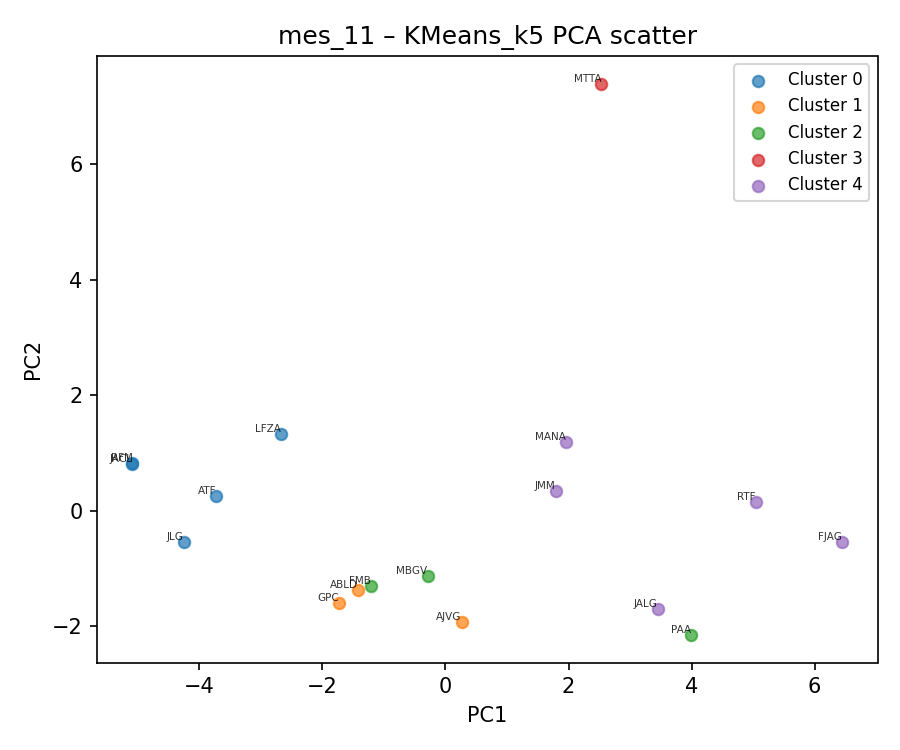 mes_11 – KMeans_k5 PCA scatter
MTTA
Cluster 0
Cluster 1
Cluster 2
Cluster 3
Cluster 4
6
4
2
0
−2
PC2
LFZA
MANA
ATF
JMM
RTF
JLG
FJAG
MBGV
FMB
ABLD
GPC
AJVG
JALG
PAA
−4
−2
0
2
4
6
PC1